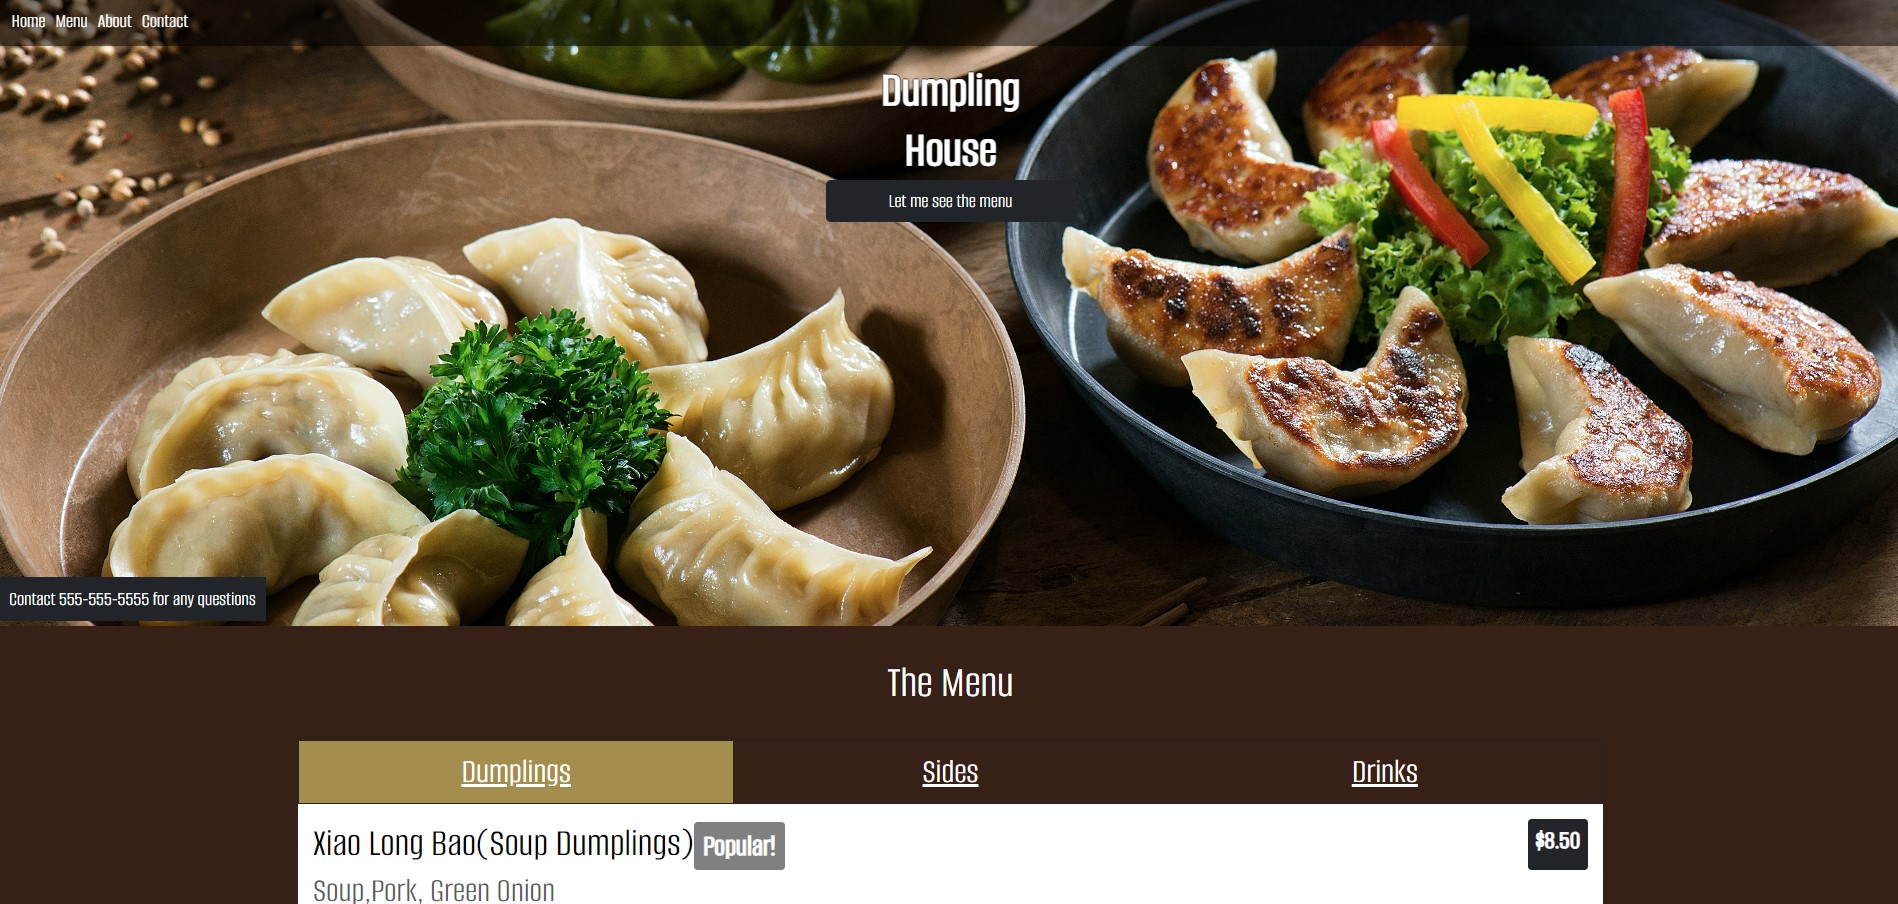 Home Menu About Contact
Dumpling
House
Let me see the menu
Contact 555-555-5555 for any questions
The Menu
Dumplings Sides Drinks
Xiao Long Bao(Soup Dumplings) Popular! $8.50
Soup,Pork, Green Onion